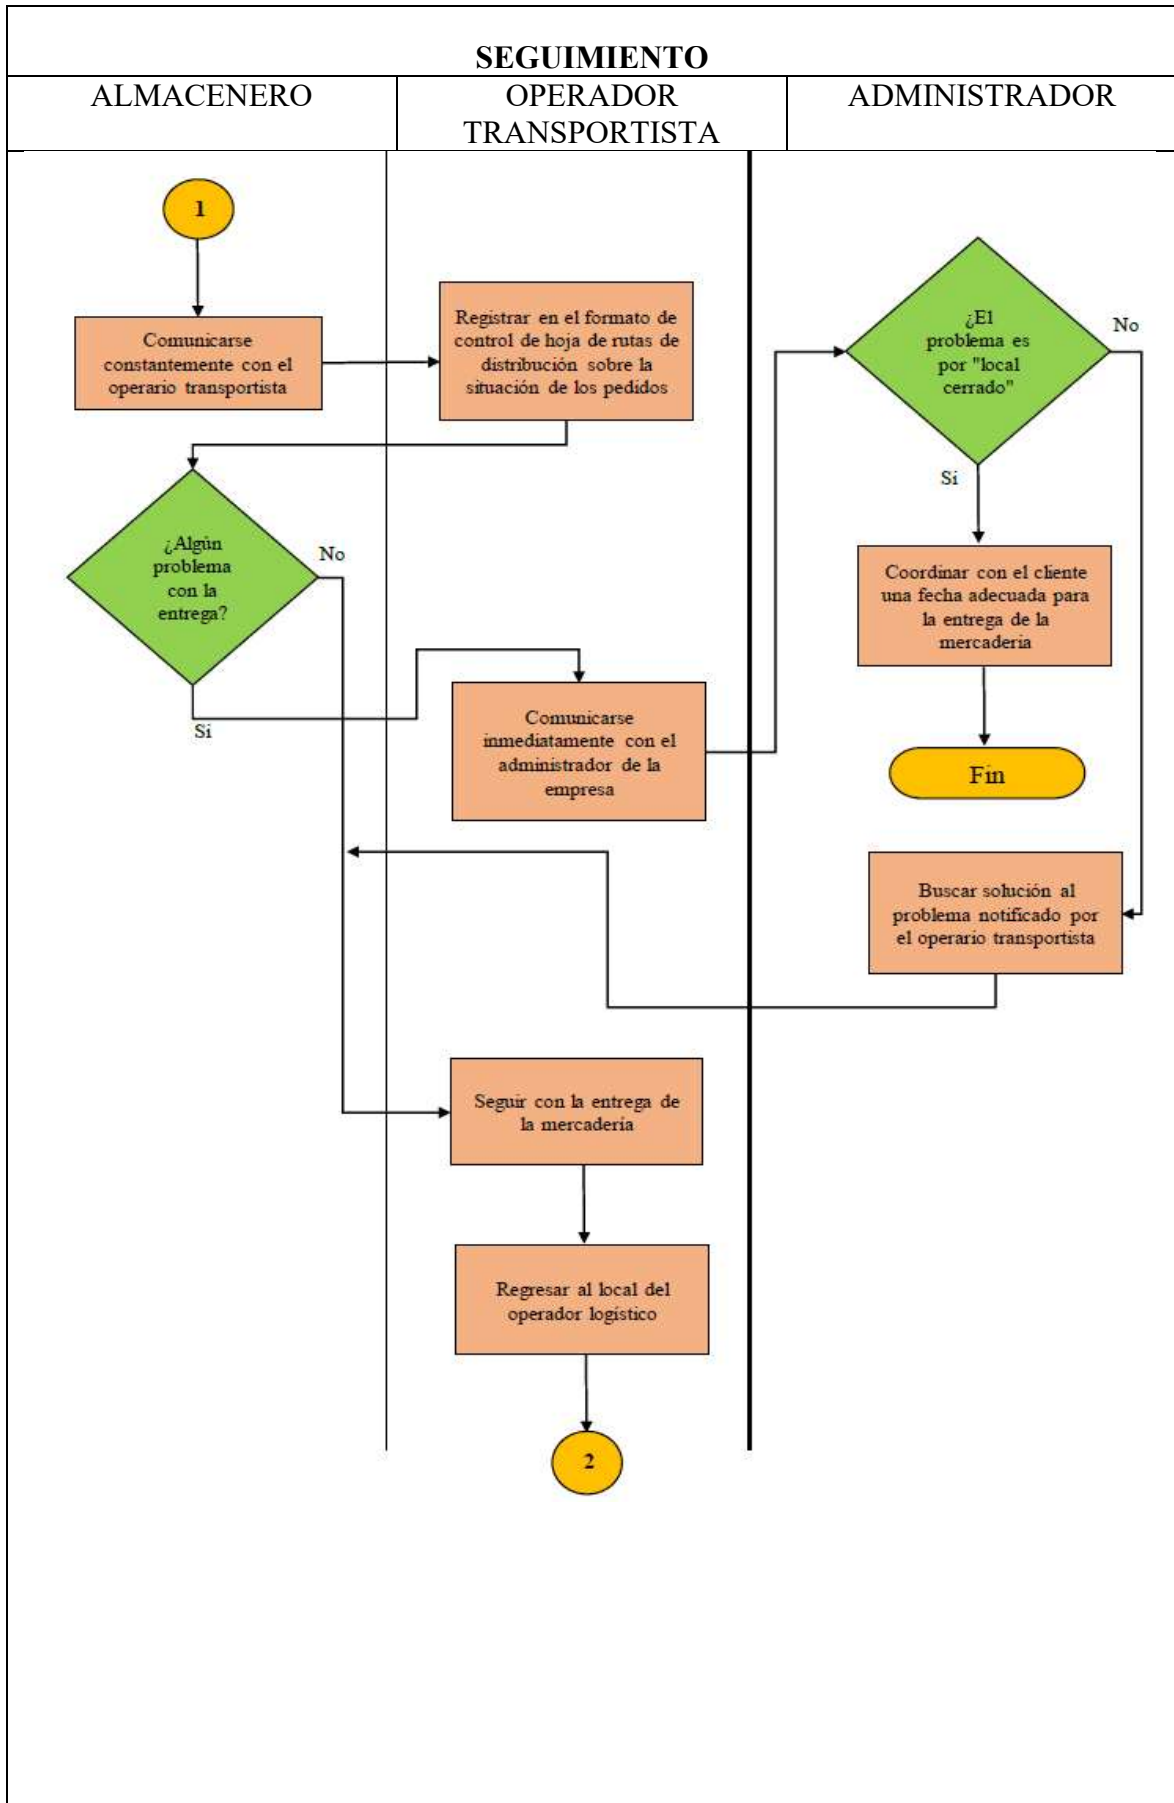 SEGUIMIENTO
ALMACENERO
OPERADOR
TRANSPORTISTA
ADMINISTRADOR
1
Comunicarse
constantemente con el
operario transportista
Registrar en el formato de
control de hoja de rutas de
distribución sobre la
situación de los pedidos
¿El
problema es
por "local
cerrado"
No
Si
¿Algún
problema
con la
entrega?
No
Si
Coordinar con el cliente
una fecha adecuada para
la entrega de la
mercaderia
Comunicarse
inmediatamente con el
administrador de la
empresa
Fin
Buscar solución al
problema notificado por
el operario transportista
Seguir con la entrega de
la mercadería
Regresar al local del
operador logístico
2